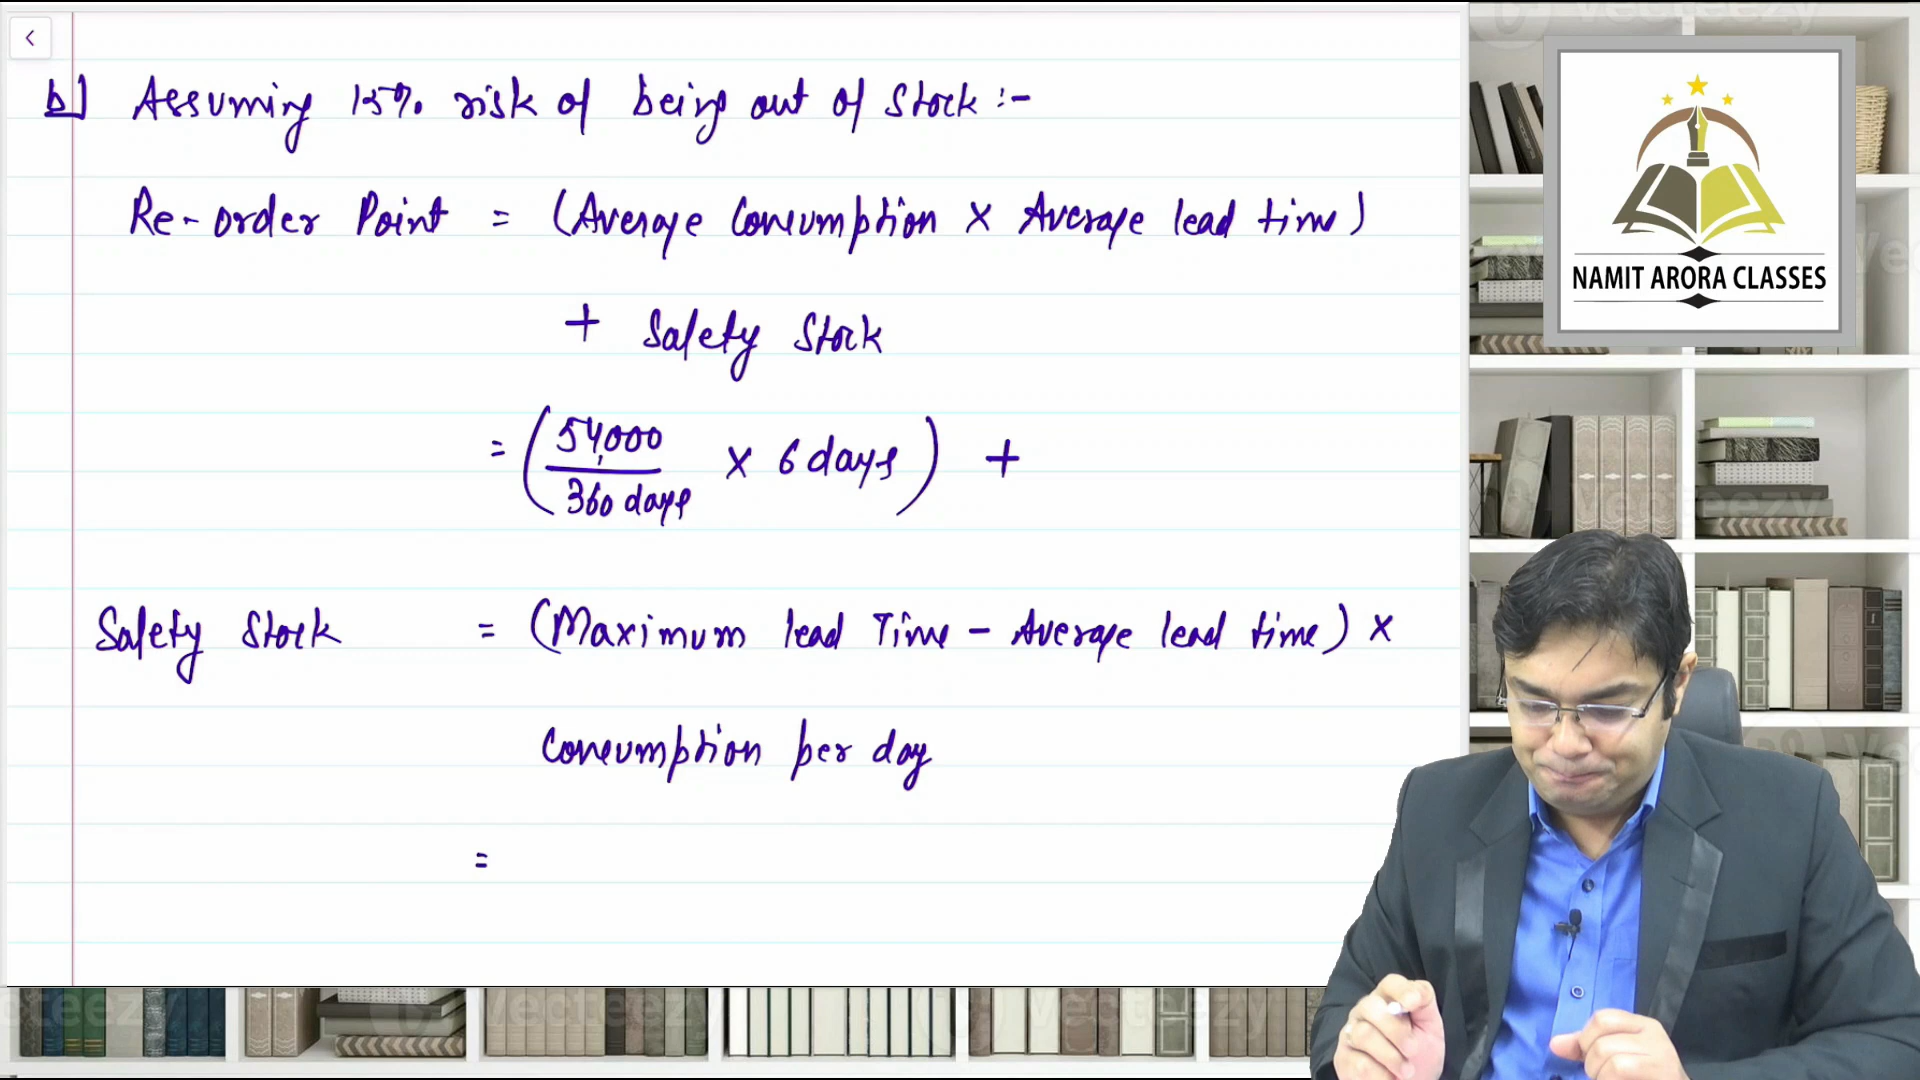 b] Assuming 15% risk of being out of Stock :-
Re-order Point = (Average Consumption X Average lead time)
+ Safety Stock
= (54,000 / 360 days X 6 days) +
Safety Stock = (Maximum lead Time - Average lead time) X
Consumption per day
=
NAMIT ARORA CLASSES
Vecteezy